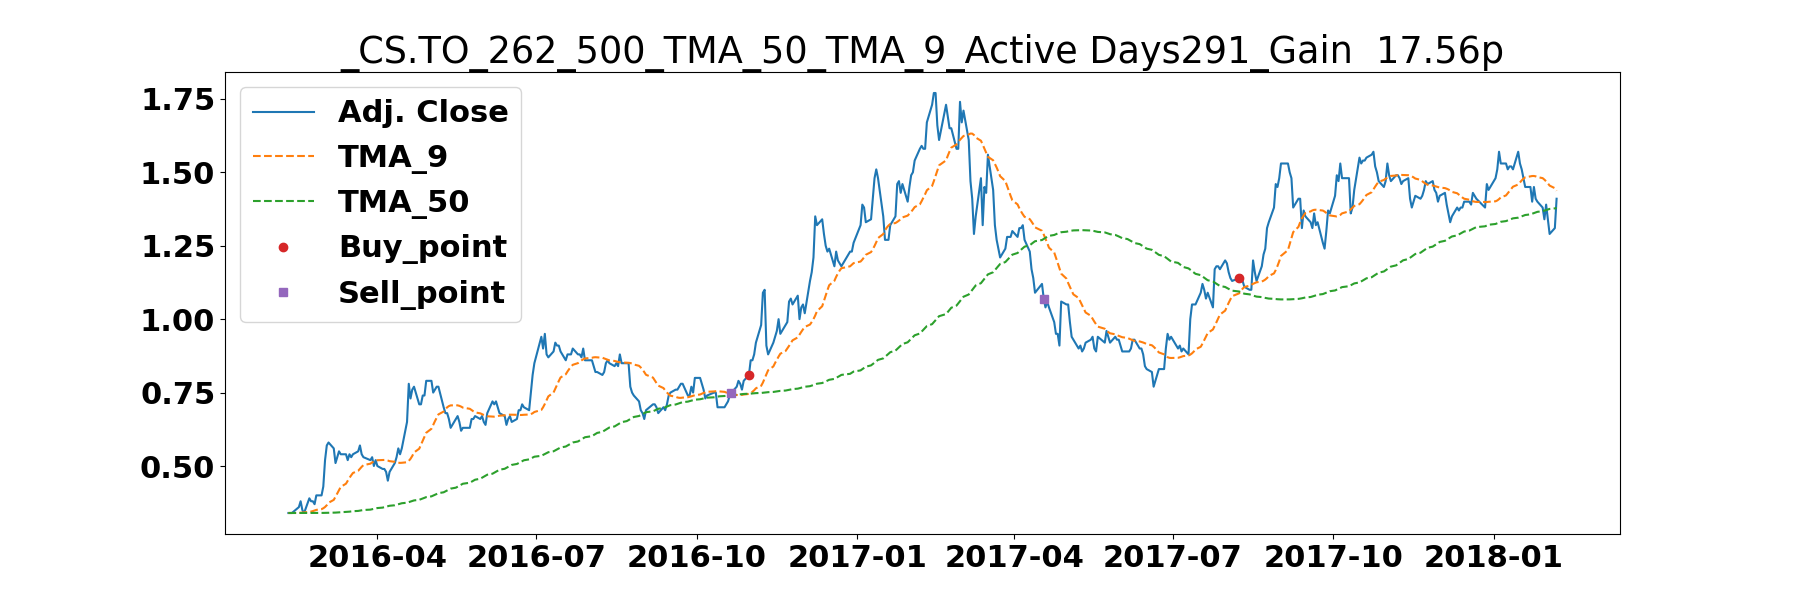 _CS.TO_262_500_TMA_50_TMA_9_Active Days291_Gain  17.56p
1.75
1.50
1.25
1.00
0.75
0.50
Adj. Close
TMA_9
TMA_50
Buy_point
Sell_point
2016-04 2016-07 2016-10 2017-01 2017-04 2017-07 2017-10 2018-01